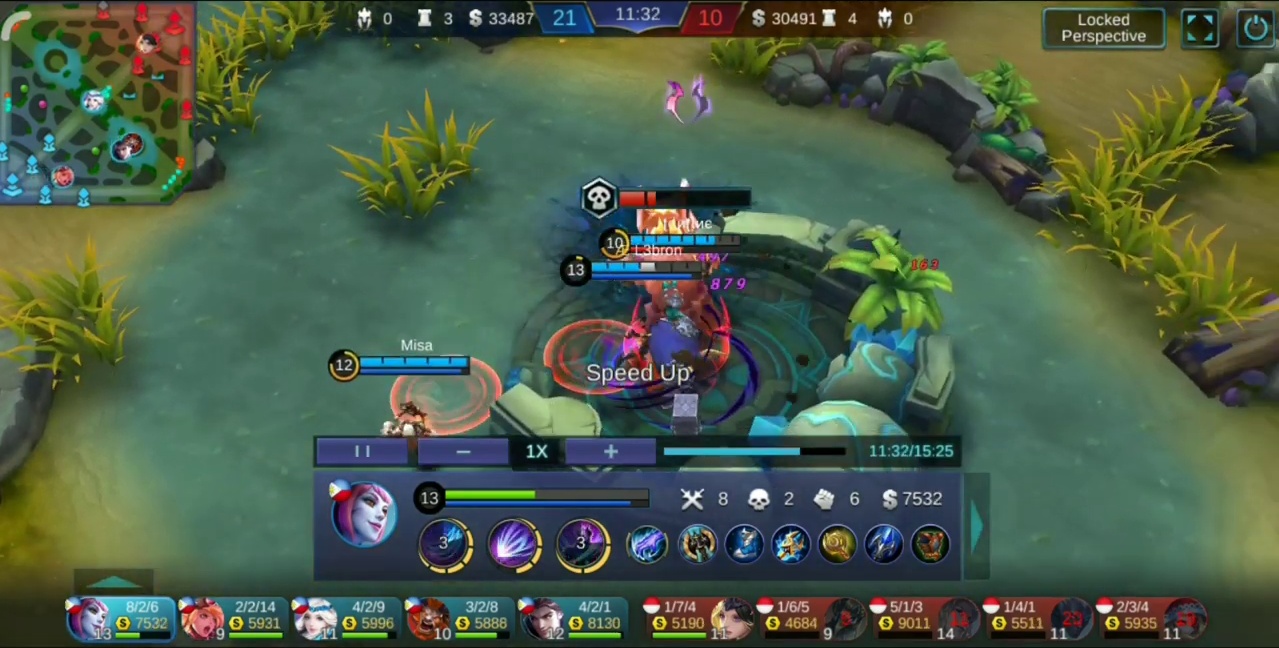 0 3 $ 33487 21 11:32 10 $ 30491 4 0
Locked
Perspective
10
L3bron
13
879
163
Misa
12
Speed Up
1X
11:32/15:25
13
8 2 6 $ 7532
3 3
8/2/6 2/2/14 4/2/9 3/2/8 4/2/1 1/7/4 1/6/5 5/1/3 1/4/1 2/3/4
7532 5931 5996 5888 8130 5190 4684 9011 5511 5935
13 9 11 10 12 11 9 14 11 11